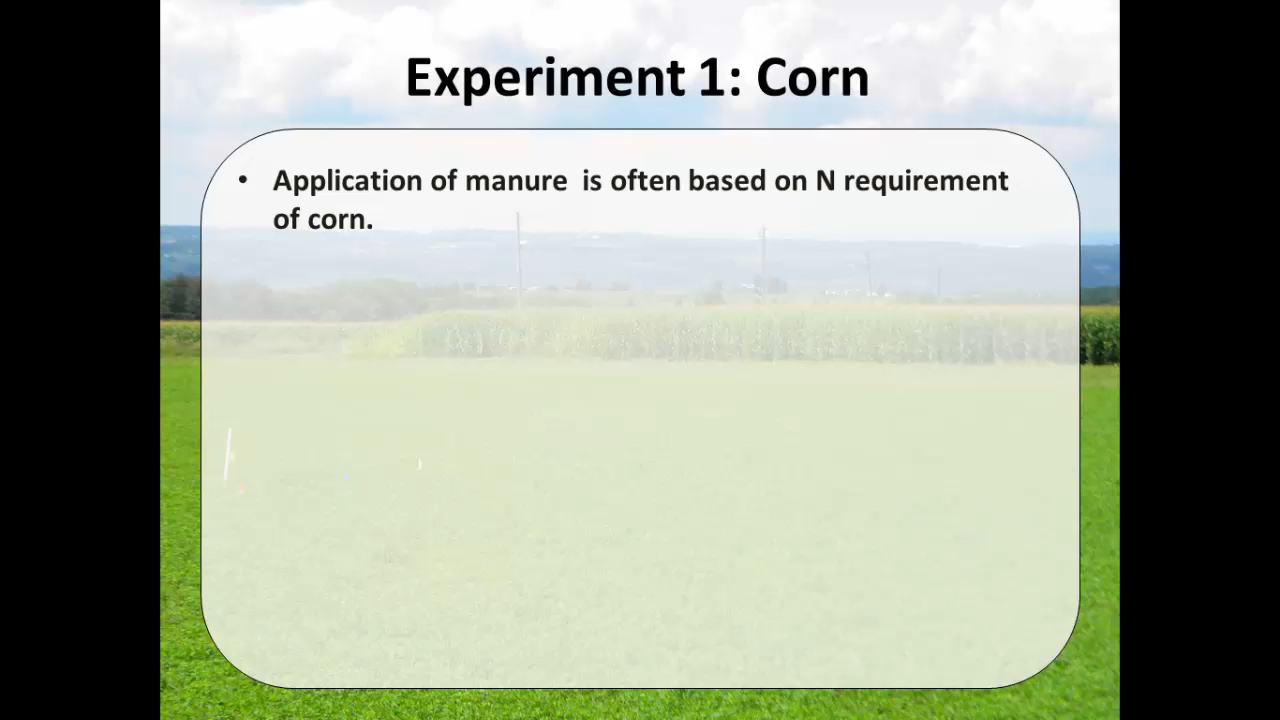 Experiment 1: Corn
• Application of manure  is often based on N requirement
of corn.